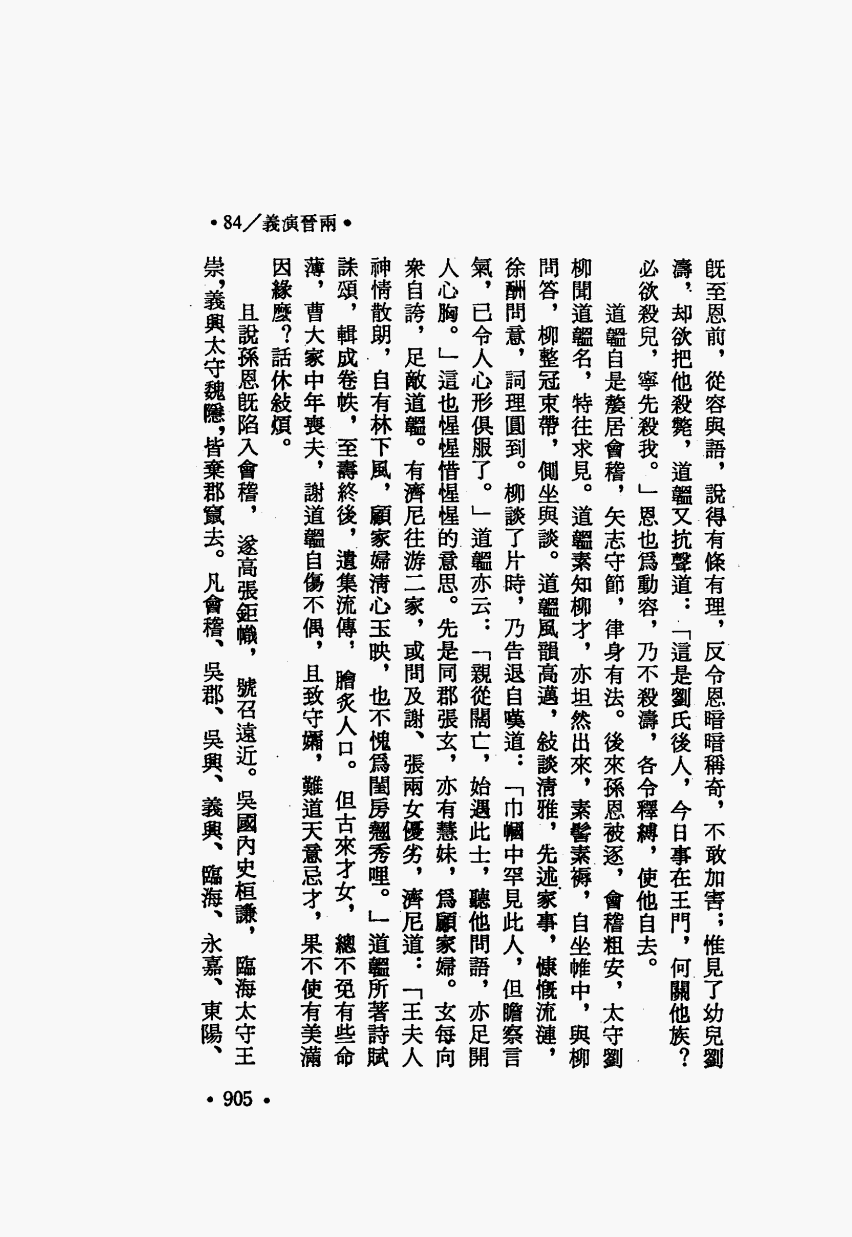 •84／義演晉兩•
既至恩前，從容與語，說得有條有理，反令恩暗暗稱奇，不敢加害；惟見了幼兒劉
濤，却欲把他殺斃，道韞又抗聲道：「這是劉氏後人，今日事在王門，何關他族？
必欲殺兒，寧先殺我。」恩也爲動容，乃不殺濤，各令釋縛，使他自去。
道韞自是嫠居會稽，矢志守節，律身有法。後來孫恩被逐，會稽粗安，太守劉
柳聞道韞名，特往求見。道韞素知柳才，亦坦然出來，素髻素褥，自坐帷中，與柳
問答，柳整冠束帶，側坐與談。道韞風韻高邁，敍談清雅，先述家事，慷慨流漣，
徐酬問意，詞理圓到。柳談了片時，乃告退自嘆道：「巾幗中罕見此人，但瞻察言
氣，已令人心形俱服了。」道韞亦云：「親從闊亡，始遇此士，聽他問語，亦足開
人心胸。」這也惺惺惜惺惺的意思。先是同郡張玄，亦有慧妹，爲顧家婦。玄每向
衆自誇，足敵道韞。有濟尼往游二家，或問及謝、張兩女優劣，濟尼道：「王夫人
神情散朗，自有林下風，顧家婦清心玉映，也不愧爲閨房翹秀哩。」道韞所著詩賦
誄頌，輯成卷帙，至壽終後，遺集流傳，膾炙人口。但古來才女，總不免有些命
薄，曹大家中年喪夫，謝道韞自傷不偶，且致守孀，難道天意忌才，果不使有美滿
因緣麼？話休敍煩。
且說孫恩既陷入會稽，遂高張鉅幟，號召遠近。吳國內史桓謙，臨海太守王
崇，義興太守魏隱，皆棄郡竄去。凡會稽、吳郡、吳興、義興、臨海、永嘉、東陽、
•905•